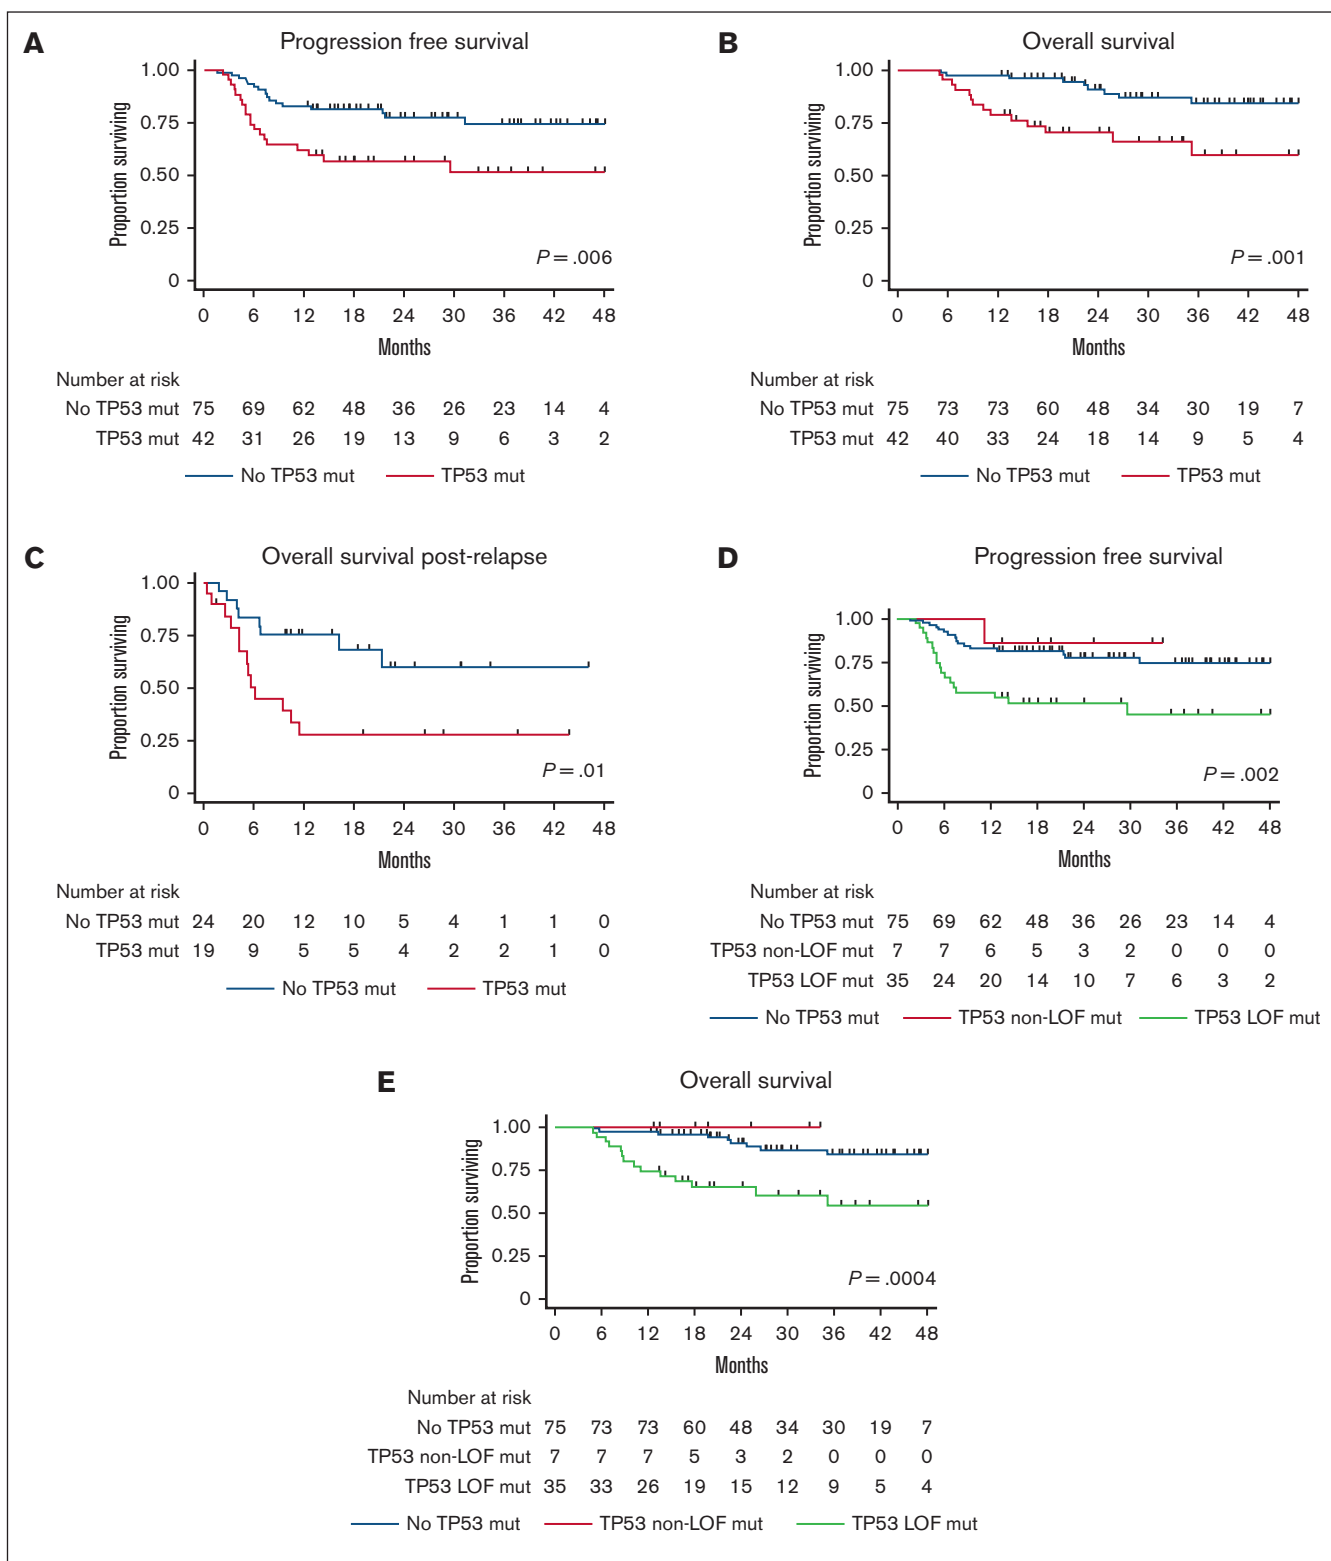 A
Progression free survival
1.00
0.75
0.50
0.25
0
Proportion surviving
P = .006
0 6 12 18 24 30 36 42 48
Months
Number at risk
No TP53 mut 75 69 62 48 36 26 23 14 4
TP53 mut 42 31 26 19 13 9 6 3 2
No TP53 mut TP53 mut
B
Overall survival
1.00
0.75
0.50
0.25
0
Proportion surviving
P = .001
0 6 12 18 24 30 36 42 48
Months
Number at risk
No TP53 mut 75 73 73 60 48 34 30 19 7
TP53 mut 42 40 33 24 18 14 9 5 4
No TP53 mut TP53 mut
C
Overall survival post-relapse
1.00
0.75
0.50
0.25
0
Proportion surviving
P = .01
0 6 12 18 24 30 36 42 48
Months
Number at risk
No TP53 mut 24 20 12 10 5 4 1 1 0
TP53 mut 19 9 5 5 4 2 2 1 0
No TP53 mut TP53 mut
D
Progression free survival
1.00
0.75
0.50
0.25
0
Proportion surviving
P = .002
0 6 12 18 24 30 36 42 48
Months
Number at risk
No TP53 mut 75 69 62 48 36 26 23 14 4
TP53 non-LOF mut 7 7 6 5 3 2 0 0 0
TP53 LOF mut 35 24 20 14 10 7 6 3 2
No TP53 mut TP53 non-LOF mut TP53 LOF mut
E
Overall survival
1.00
0.75
0.50
0.25
0
Proportion surviving
P = .0004
0 6 12 18 24 30 36 42 48
Months
Number at risk
No TP53 mut 75 73 73 60 48 34 30 19 7
TP53 non-LOF mut 7 7 7 5 3 2 0 0 0
TP53 LOF mut 35 33 26 19 15 12 9 5 4
No TP53 mut TP53 non-LOF mut TP53 LOF mut